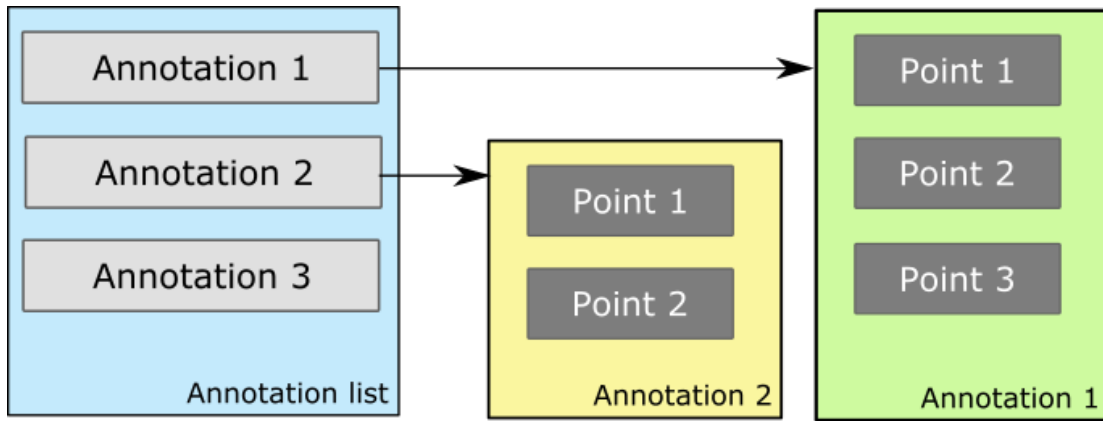 Annotation 1
Annotation 2
Annotation 3
Annotation list
Point 1
Point 2
Annotation 2
Point 1
Point 2
Point 3
Annotation 1